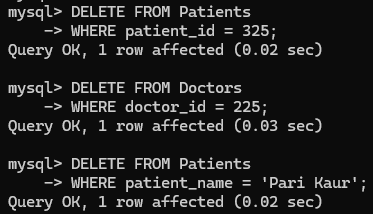 mysql> DELETE FROM Patients
    -> WHERE patient_id = 325;
Query OK, 1 row affected (0.02 sec)

mysql> DELETE FROM Doctors
    -> WHERE doctor_id = 225;
Query OK, 1 row affected (0.03 sec)

mysql> DELETE FROM Patients
    -> WHERE patient_name = 'Pari Kaur';
Query OK, 1 row affected (0.02 sec)